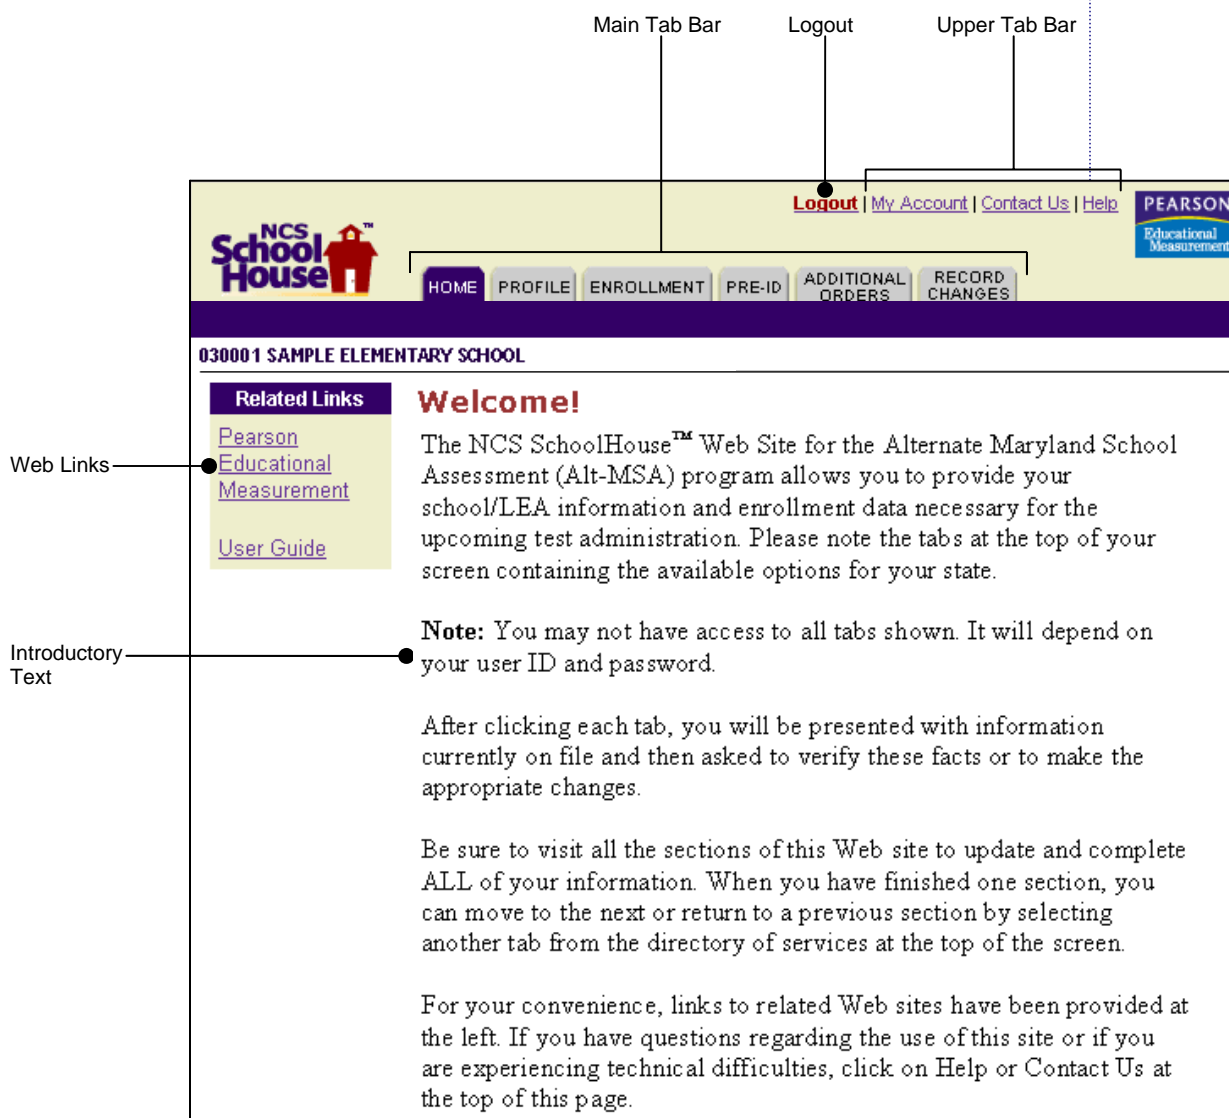 Main Tab Bar
Logout
Upper Tab Bar
Logout | My Account | Contact Us | Help
PEARSON
Educational
Measurement
NCS
School
House
TM
HOME
PROFILE
ENROLLMENT
PRE-ID
ADDITIONAL
ORDERS
RECORD
CHANGES
030001 SAMPLE ELEMENTARY SCHOOL
Related Links
Pearson
Educational
Measurement
User Guide
Web Links
Introductory
Text
Welcome!
The NCS SchoolHouse™ Web Site for the Alternate Maryland School
Assessment (Alt-MSA) program allows you to provide your
school/LEA information and enrollment data necessary for the
upcoming test administration. Please note the tabs at the top of your
screen containing the available options for your state.
Note: You may not have access to all tabs shown. It will depend on
your user ID and password.
After clicking each tab, you will be presented with information
currently on file and then asked to verify these facts or to make the
appropriate changes.
Be sure to visit all the sections of this Web site to update and complete
ALL of your information. When you have finished one section, you
can move to the next or return to a previous section by selecting
another tab from the directory of services at the top of the screen.
For your convenience, links to related Web sites have been provided at
the left. If you have questions regarding the use of this site or if you
are experiencing technical difficulties, click on Help or Contact Us at
the top of this page.